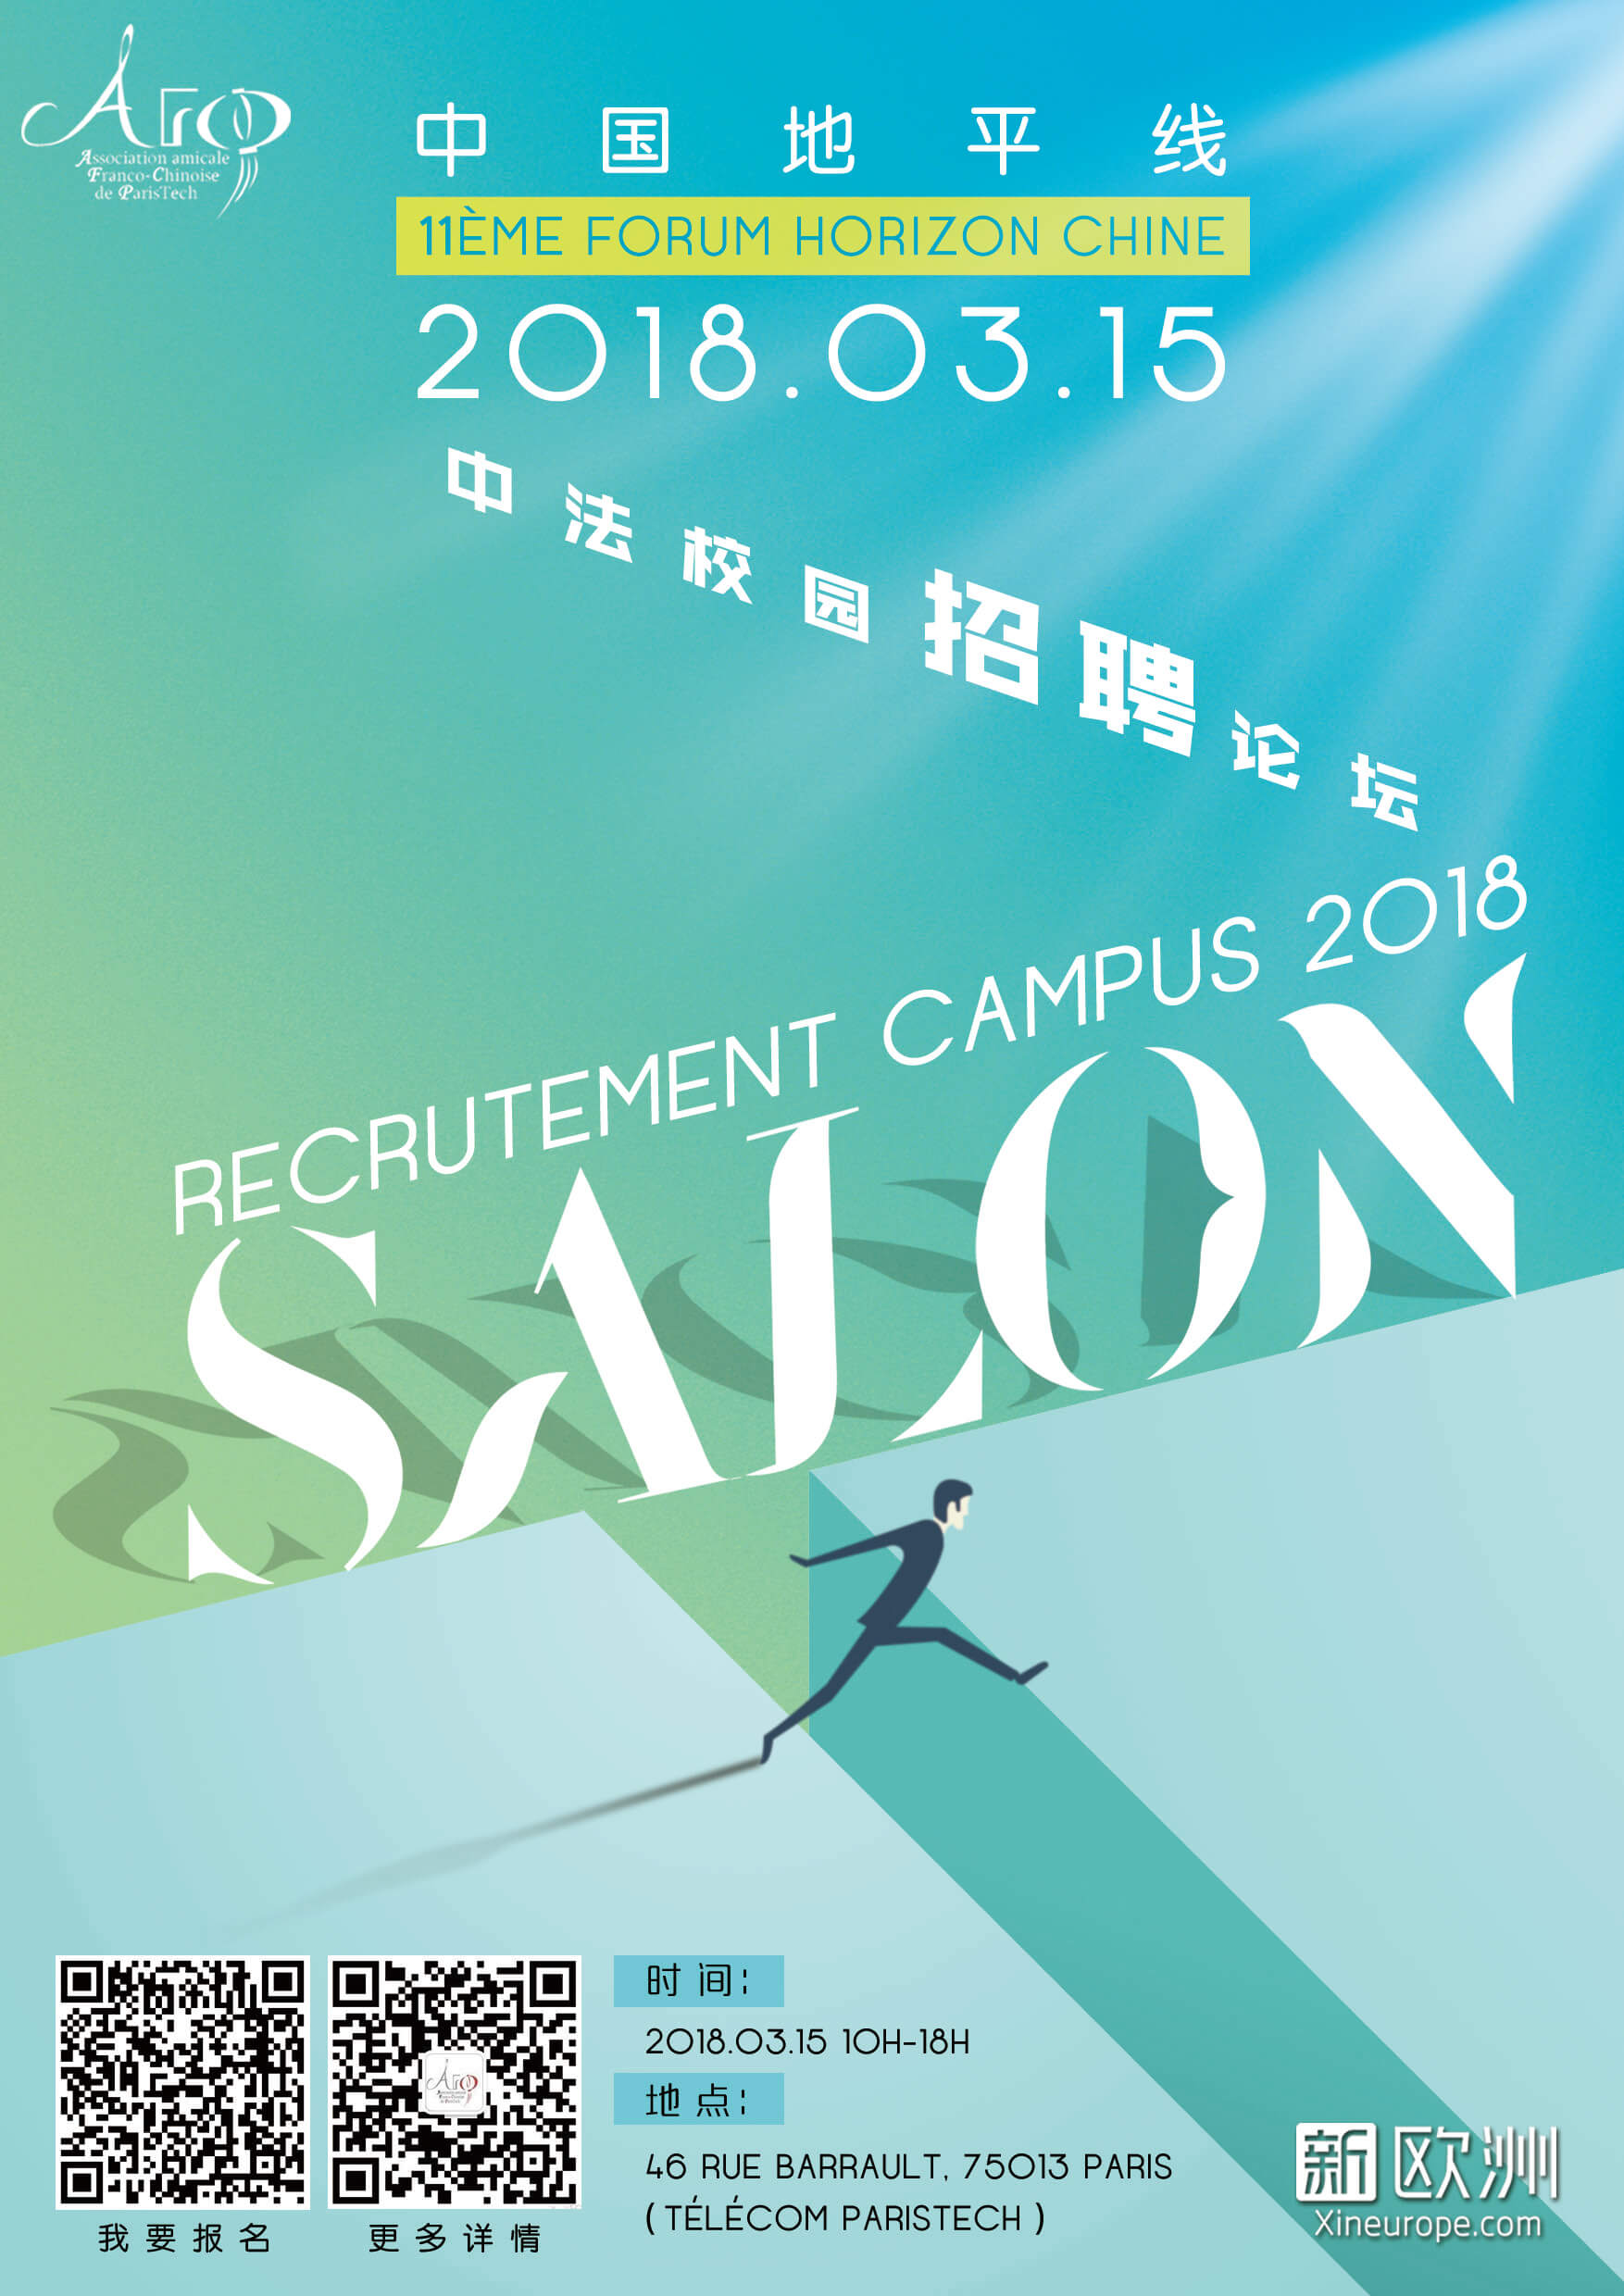 Association amicale
Franco-Chinoise
de ParisTech
中国地平线
11ÈME FORUM HORIZON CHINE
2018.03.15
中法校园招聘论坛
RECRUTEMENT CAMPUS 2018
SALON
时间:
2018.03.15 10H-18H
地点:
46 RUE BARRAULT, 75013 PARIS
( TÉLÉCOM PARISTECH )
我要报名
更多详情
新欧洲
Xineurope.com